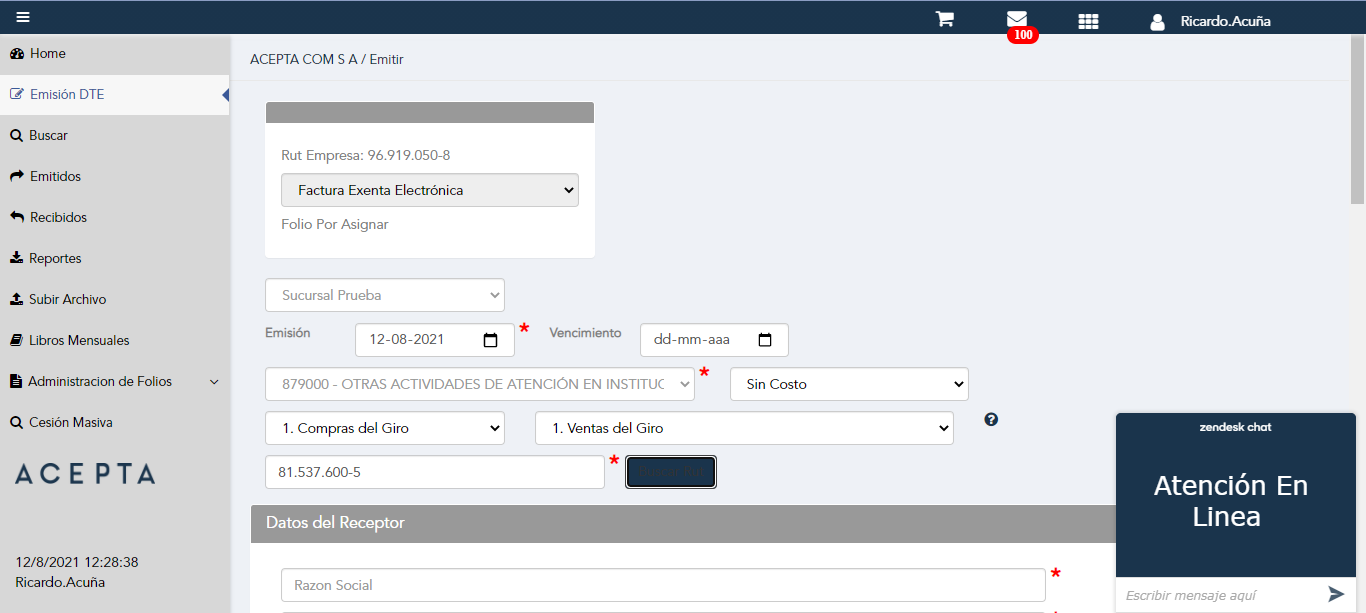 100
Ricardo.Acuña
Home
Emisión DTE
Buscar
Emitidos
Recibidos
Reportes
Subir Archivo
Libros Mensuales
Administracion de Folios
Cesión Masiva
ACEPTA
12/8/2021 12:28:38
Ricardo.Acuña
ACEPTA COM S A / Emitir
Rut Empresa: 96.919.050-8
Factura Exenta Electrónica
Folio Por Asignar
Sucursal Prueba
Emisión 12-08-2021 * Vencimiento dd-mm-aaa
879000 - OTRAS ACTIVIDADES DE ATENCIÓN EN INSTITUC * Sin Costo
1. Compras del Giro 1. Ventas del Giro ?
81.537.600-5 *
Datos del Receptor
Razon Social *
zendesk chat
Atención En
Linea
Escribir mensaje aquí